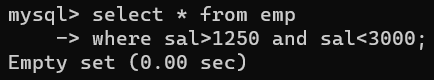 mysql> select * from emp
    -> where sal>1250 and sal<3000;
Empty set (0.00 sec)